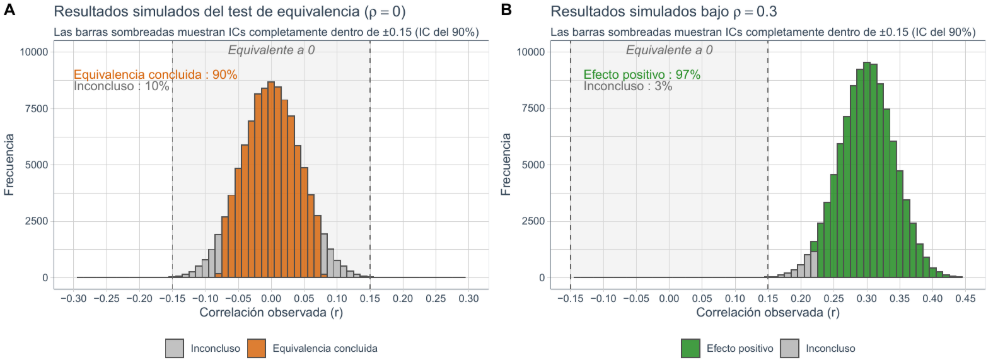 A
Resultados simulados del test de equivalencia (ρ = 0)
Las barras sombreadas muestran ICs completamente dentro de ±0.15 (IC del 90%)
Equivalente a 0
Equivalencia concluida : 90%
Inconcluso : 10%
Frecuencia
10000
7500
5000
2500
0
−0.30 −0.25 −0.20 −0.15 −0.10 −0.05 0.00 0.05 0.10 0.15 0.20 0.25 0.30
Correlación observada (r)
Inconcluso Equivalencia concluida
B
Resultados simulados bajo ρ = 0.3
Las barras sombreadas muestran ICs completamente dentro de ±0.15 (IC del 90%)
Equivalente a 0
Efecto positivo : 97%
Inconcluso : 3%
Frecuencia
10000
7500
5000
2500
0
−0.15 −0.10 −0.05 0.00 0.05 0.10 0.15 0.20 0.25 0.30 0.35 0.40 0.45
Correlación observada (r)
Efecto positivo Inconcluso